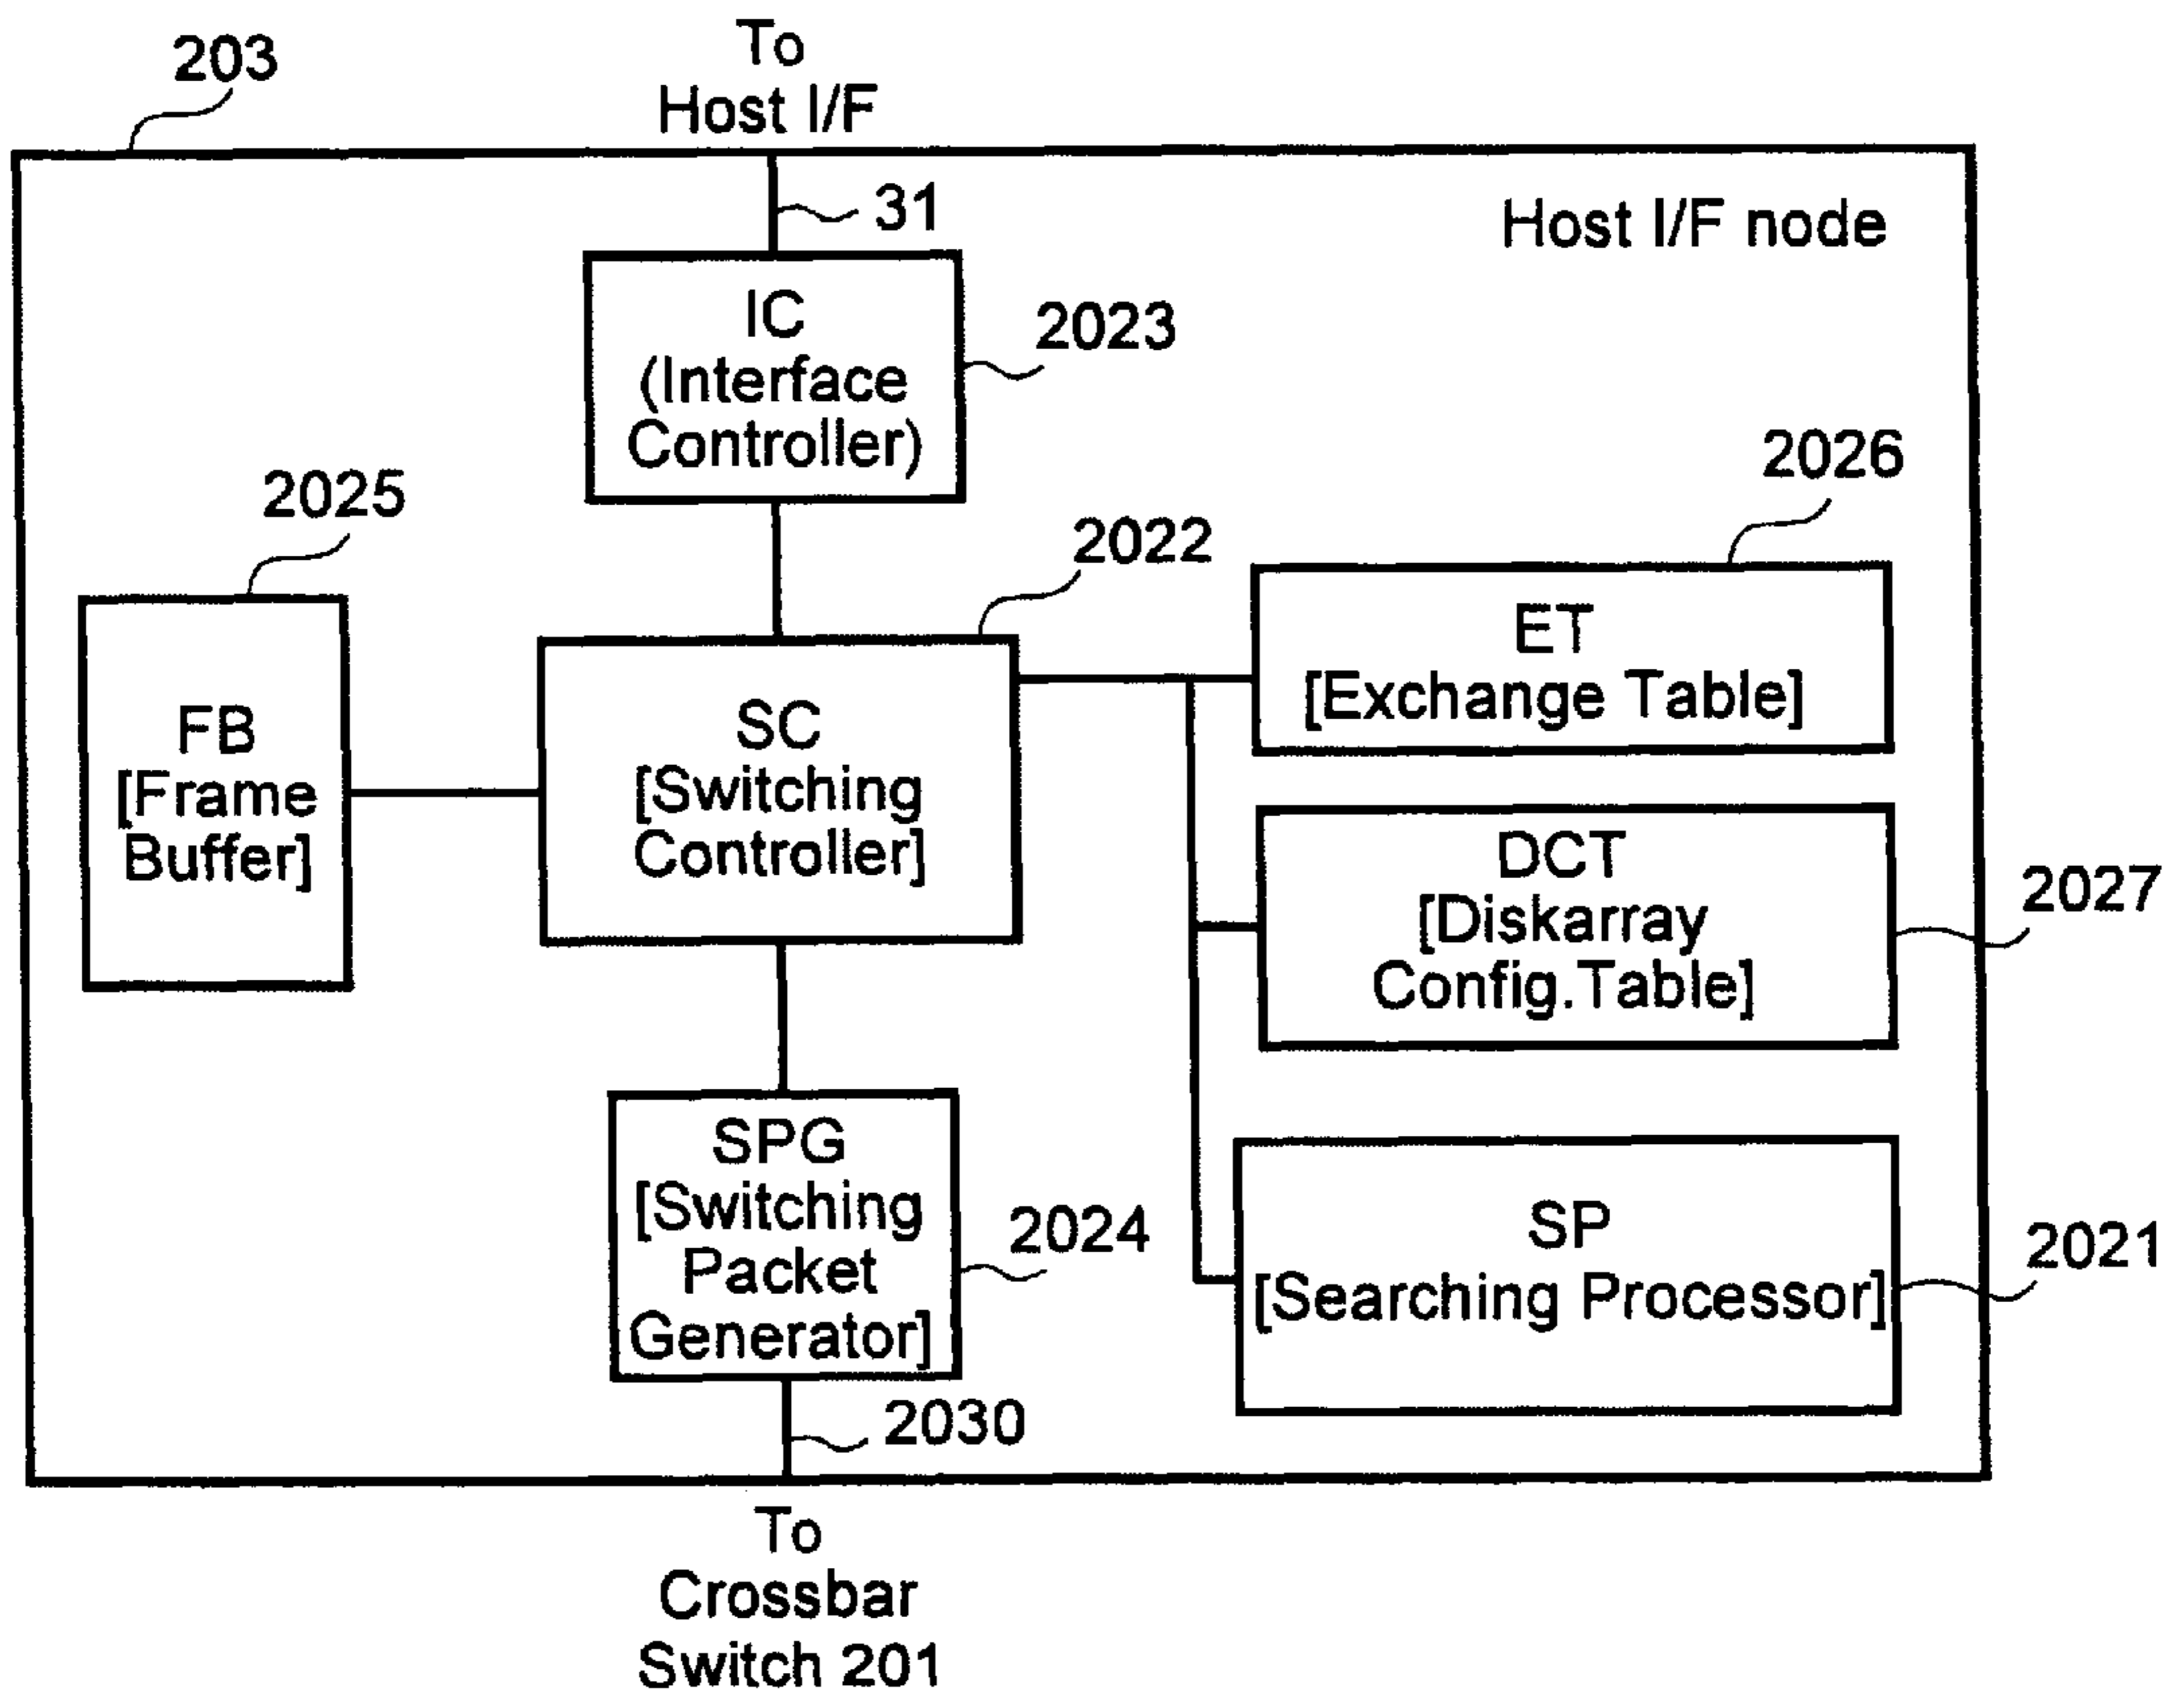 203
To
Host I/F
31
Host I/F node
IC
(Interface
Controller)
2023
2026
2025
2022
ET
[Exchange Table]
FB
[Frame
Buffer]
SC
[Switching
Controller]
DCT
[Diskarray
Config.Table]
2027
SPG
[Switching
Packet
Generator]
2024
SP
[Searching Processor]
2021
2030
To
Crossbar
Switch 201